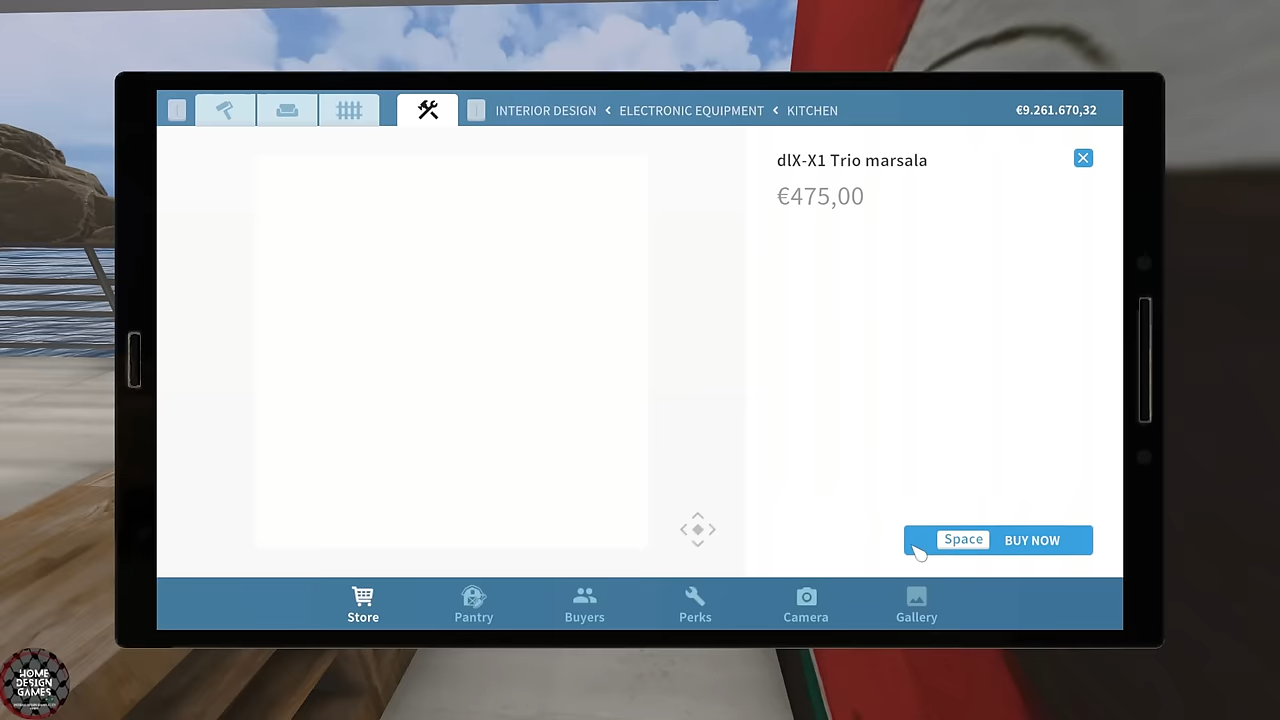 INTERIOR DESIGN < ELECTRONIC EQUIPMENT < KITCHEN
€9.261.670,32
dlX-X1 Trio marsala
€475,00
Space BUY NOW
Store Pantry Buyers Perks Camera Gallery
HOME
DESIGN
GAMES